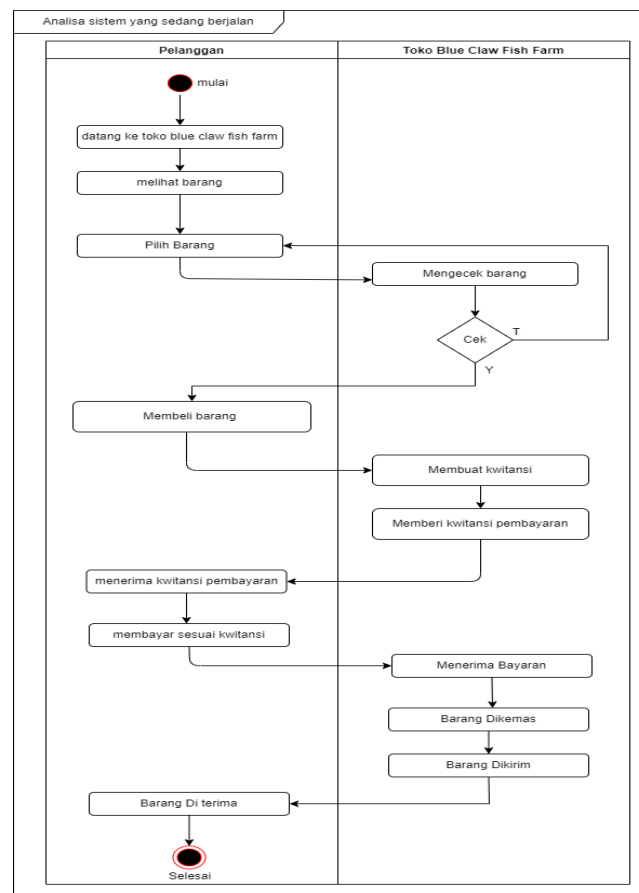 Analisa sistem yang sedang berjalan
Pelanggan
Toko Blue Claw Fish Farm
mulai
datang ke toko blue claw fish farm
melihat barang
Pilih Barang
Mengecek barang
Cek
T
Y
Membeli barang
Membuat kwitansi
Memberi kwitansi pembayaran
menerima kwitansi pembayaran
membayar sesuai kwitansi
Menerima Bayaran
Barang Dikemas
Barang Dikirim
Barang Di terima
Selesai